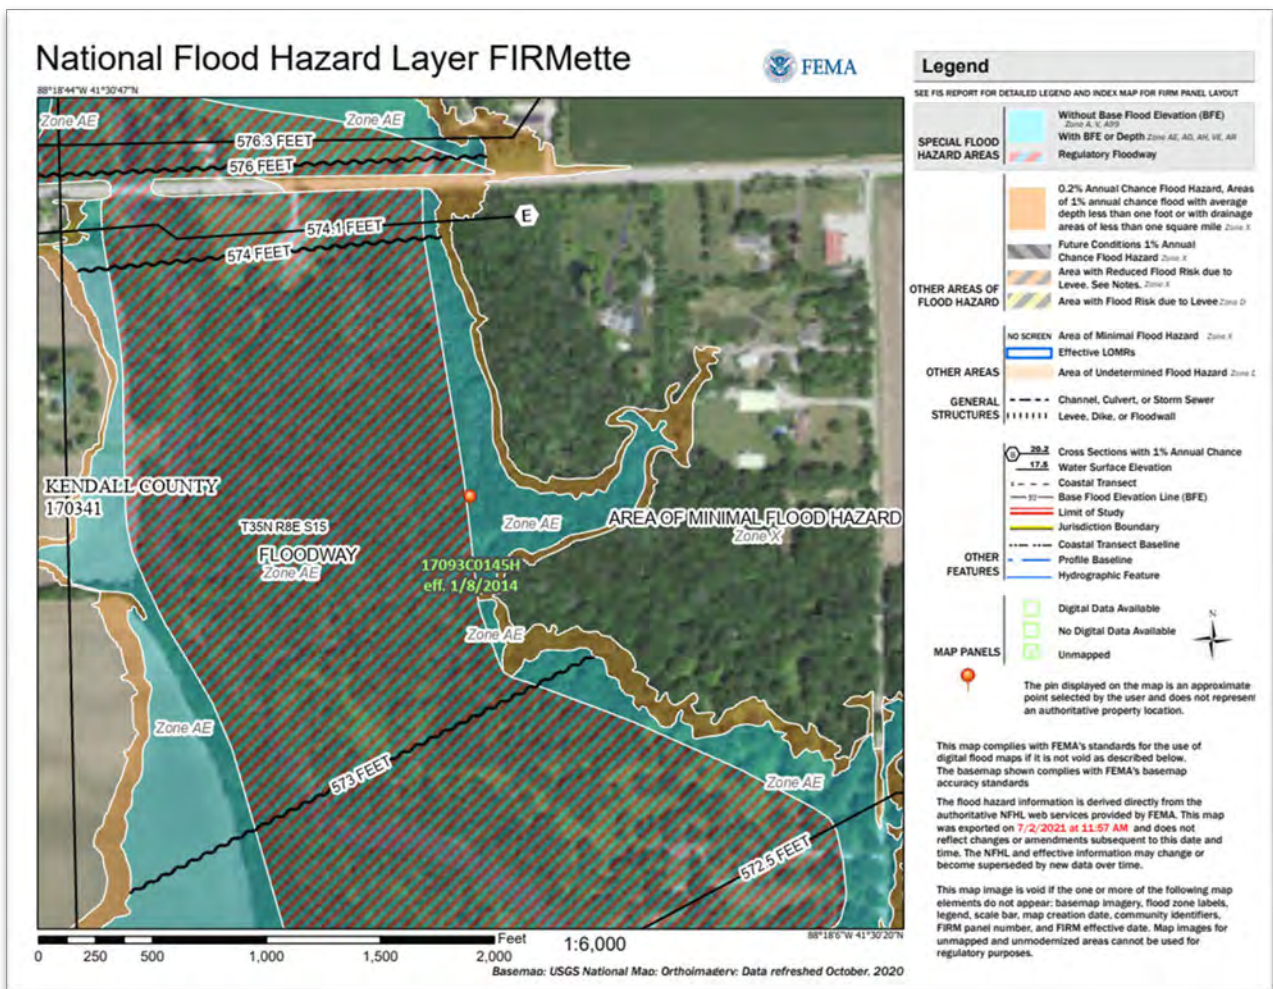 National Flood Hazard Layer FIRMette
FEMA
88°18'44"W 41°30'47"N
Zone AE
Zone AE
576.3 FEET
576 FEET
E
574.1 FEET
574 FEET
KENDALL COUNTY
170341
T35N R8E S15
FLOODWAY
Zone AE
Zone AE
AREA OF MINIMAL FLOOD HAZARD
Zone X
17093C0145H
eff. 1/8/2014
Zone AE
Zone AE
573 FEET
Zone AE
572.5 FEET
88°18'6"W 41°30'20"N
Feet
1:6,000
0 250 500 1,000 1,500 2,000
Basemap: USGS National Map: Orthoimagery: Data refreshed October, 2020
Legend
SEE FIS REPORT FOR DETAILED LEGEND AND INDEX MAP FOR FIRM PANEL LAYOUT
SPECIAL FLOOD
HAZARD AREAS
Without Base Flood Elevation (BFE)
Zone A, V, A99
With BFE or Depth Zone AE, AO, AH, VE, AR
Regulatory Floodway
OTHER AREAS OF
FLOOD HAZARD
0.2% Annual Chance Flood Hazard, Areas
of 1% annual chance flood with average
depth less than one foot or with drainage
areas of less than one square mile Zone X
Future Conditions 1% Annual
Chance Flood Hazard Zone X
Area with Reduced Flood Risk due to
Levee. See Notes. Zone X
Area with Flood Risk due to Levee Zone D
OTHER AREAS
NO SCREEN Area of Minimal Flood Hazard Zone X
Effective LOMRs
Area of Undetermined Flood Hazard Zone
GENERAL
STRUCTURES
Channel, Culvert, or Storm Sewer
Levee, Dike, or Floodwall
OTHER
FEATURES
B 20.2 Cross Sections with 1% Annual Chance
17.5 Water Surface Elevation
Coastal Transect
Base Flood Elevation Line (BFE)
Limit of Study
Jurisdiction Boundary
Coastal Transect Baseline
Profile Baseline
Hydrographic Feature
MAP PANELS
Digital Data Available
No Digital Data Available
Unmapped
N
The pin displayed on the map is an approximate
point selected by the user and does not represent
an authoritative property location.
This map complies with FEMA's standards for the use of
digital flood maps if it is not void as described below.
The basemap shown complies with FEMA's basemap
accuracy standards
The flood hazard information is derived directly from the
authoritative NFHL web services provided by FEMA. This map
was exported on 7/2/2021 at 11:57 AM and does not
reflect changes or amendments subsequent to this date and
time. The NFHL and effective information may change or
become superseded by new data over time.
This map image is void if the one or more of the following map
elements do not appear: basemap imagery, flood zone labels,
legend, scale bar, map creation date, community identifiers,
FIRM panel number, and FIRM effective date. Map images for
unmapped and unmodernized areas cannot be used for
regulatory purposes.